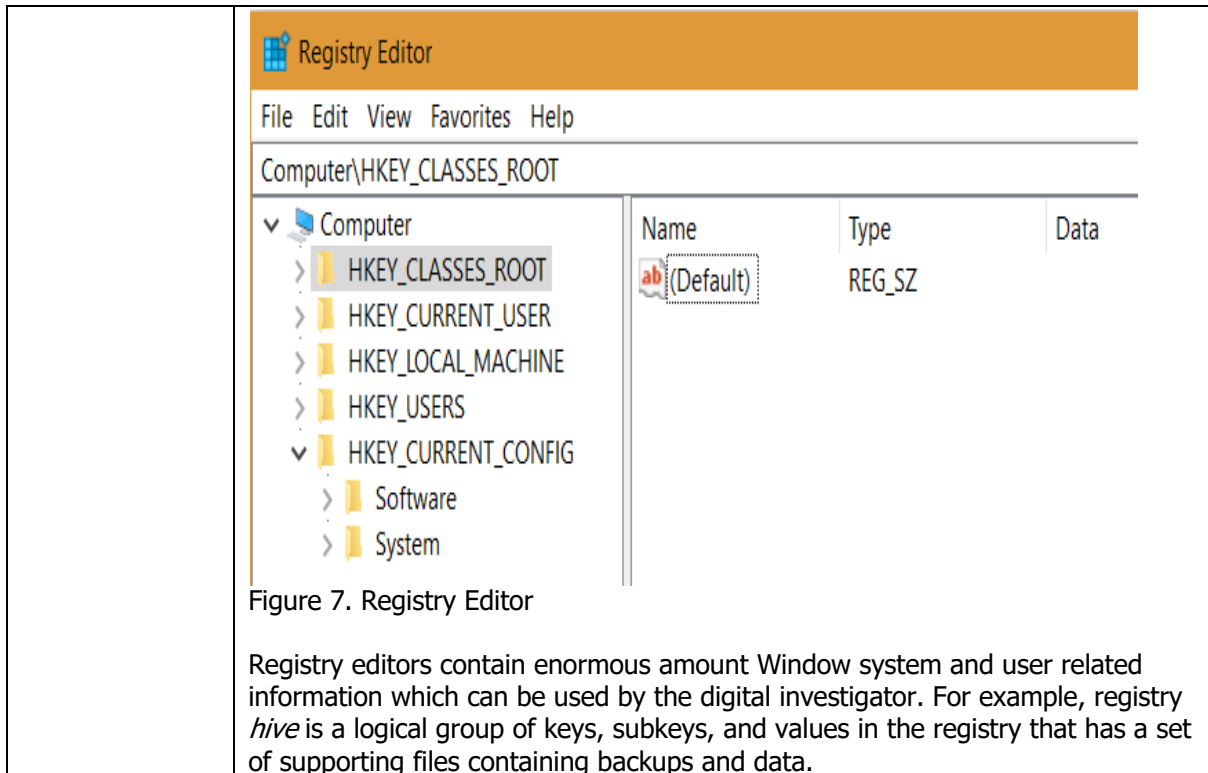 Registry Editor
File Edit View Favorites Help
Computer\HKEY_CLASSES_ROOT
Computer
HKEY_CLASSES_ROOT
HKEY_CURRENT_USER
HKEY_LOCAL_MACHINE
HKEY_USERS
HKEY_CURRENT_CONFIG
Software
System
Name Type Data
ab (Default) REG_SZ
Figure 7. Registry Editor
Registry editors contain enormous amount Window system and user related
information which can be used by the digital investigator. For example, registry
hive is a logical group of keys, subkeys, and values in the registry that has a set
of supporting files containing backups and data.